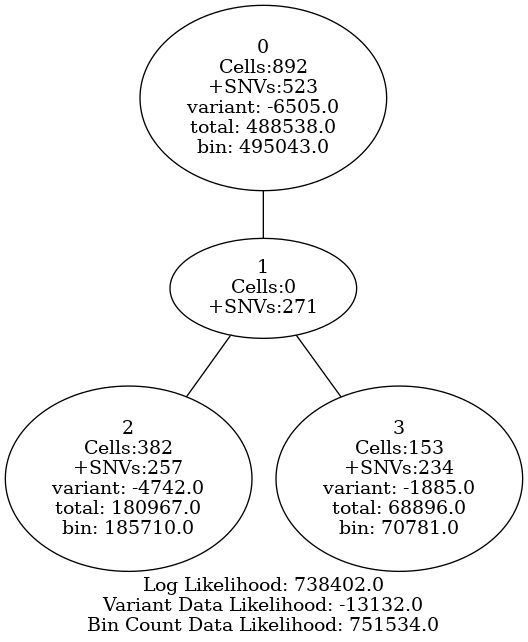 0
Cells:892
+SNVs:523
variant: -6505.0
total: 488538.0
bin: 495043.0
1
Cells:0
+SNVs:271
2
Cells:382
+SNVs:257
variant: -4742.0
total: 180967.0
bin: 185710.0
3
Cells:153
+SNVs:234
variant: -1885.0
total: 68896.0
bin: 70781.0
Log Likelihood: 738402.0
Variant Data Likelihood: -13132.0
Bin Count Data Likelihood: 751534.0